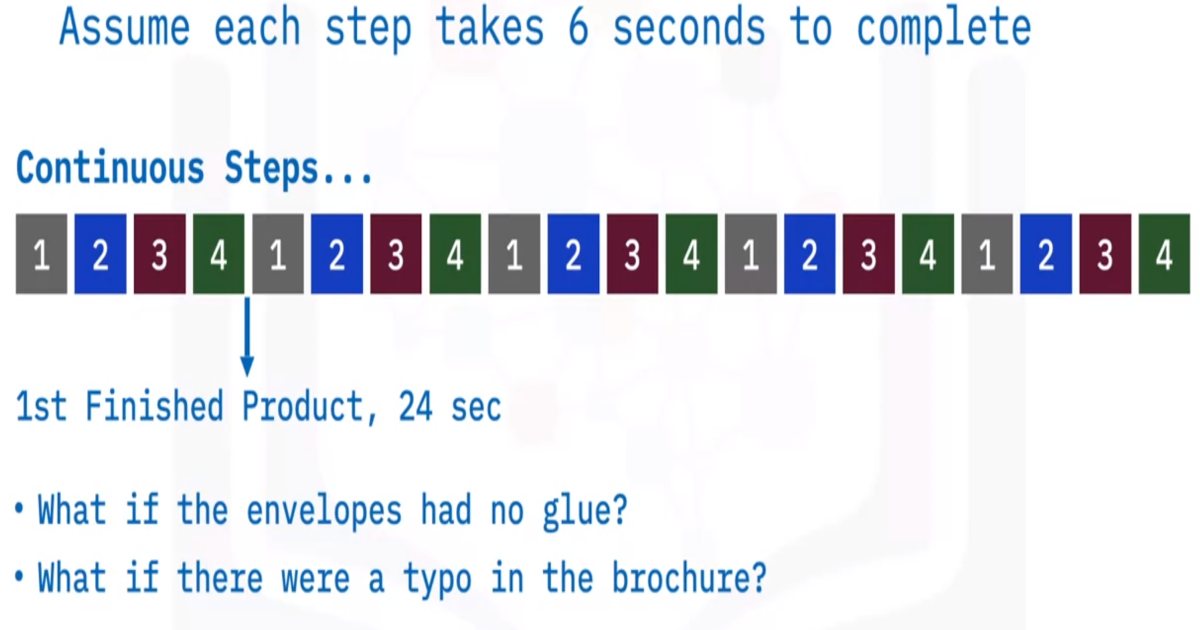 Assume each step takes 6 seconds to complete
Continuous Steps...
1 2 3 4 1 2 3 4 1 2 3 4 1 2 3 4 1 2 3 4
1st Finished Product, 24 sec
• What if the envelopes had no glue?
• What if there were a typo in the brochure?